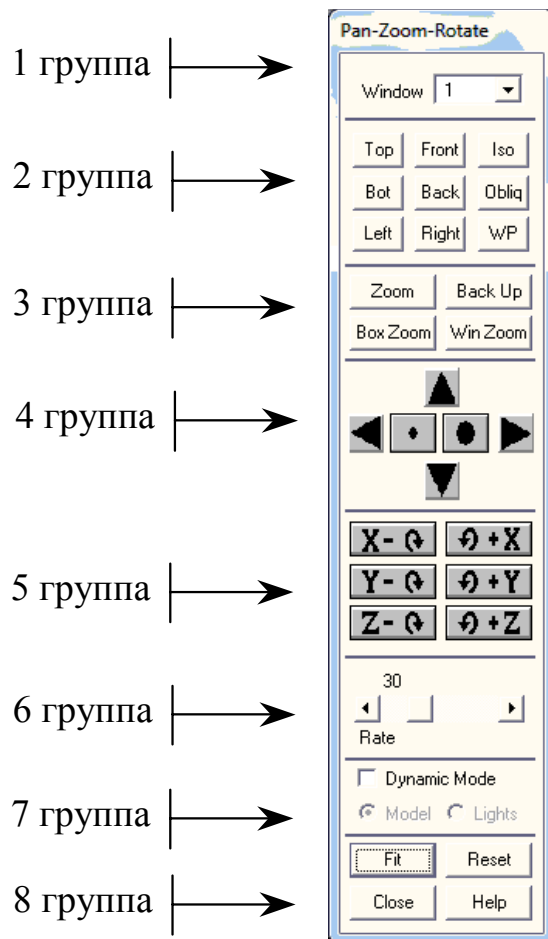 Pan-Zoom-Rotate
1 группа
Window 1
2 группа
Top Front Iso
Bot Back Obliq
Left Right WP
3 группа
Zoom Back Up
Box Zoom Win Zoom
4 группа
5 группа
X- +X
Y- +Y
Z- +Z
6 группа
30
Rate
7 группа
Dynamic Mode
Model Lights
8 группа
Fit Reset
Close Help